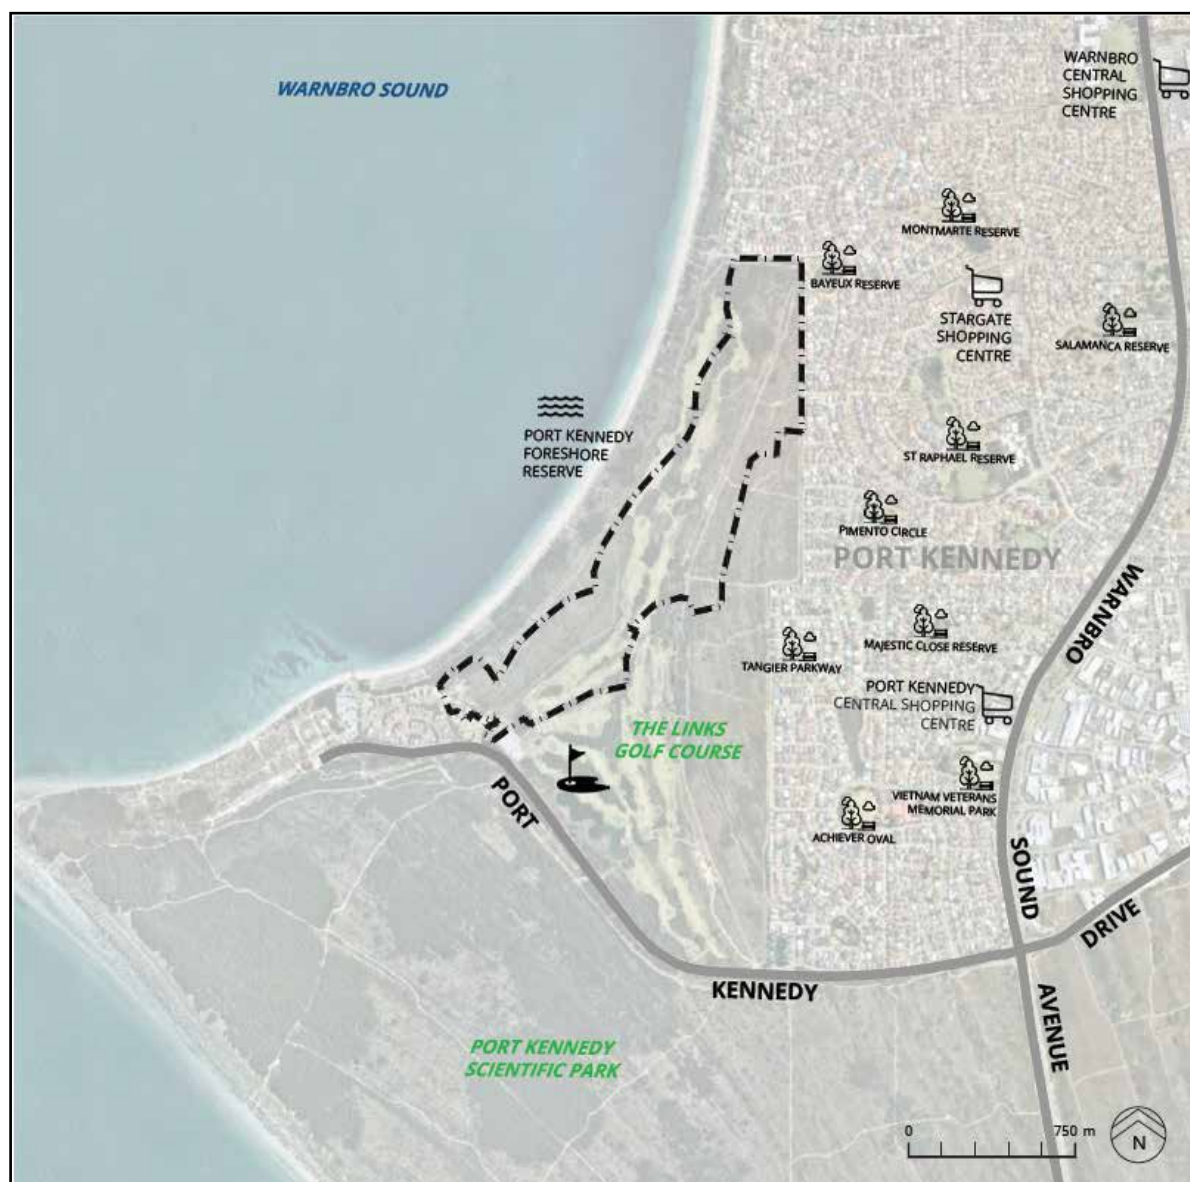 WARNBRO SOUND
WARNBRO
CENTRAL
SHOPPING
CENTRE
MONTMARTE RESERVE
BAYEUX RESERVE
STARGATE
SHOPPING
CENTRE
SALAMANCA RESERVE
PORT KENNEDY
FORESHORE
RESERVE
ST RAPHAEL RESERVE
PIMENTO CIRCLE
PORT KENNEDY
WARNBRO
MAJESTIC CLOSE RESERVE
TANGIER PARKWAY
PORT KENNEDY
CENTRAL SHOPPING
CENTRE
THE LINKS
GOLF COURSE
PORT
VIETNAM VETERANS
MEMORIAL PARK
ACHIEVER OVAL
SOUND
DRIVE
KENNEDY
AVENUE
PORT KENNEDY
SCIENTIFIC PARK
0 750 m
N